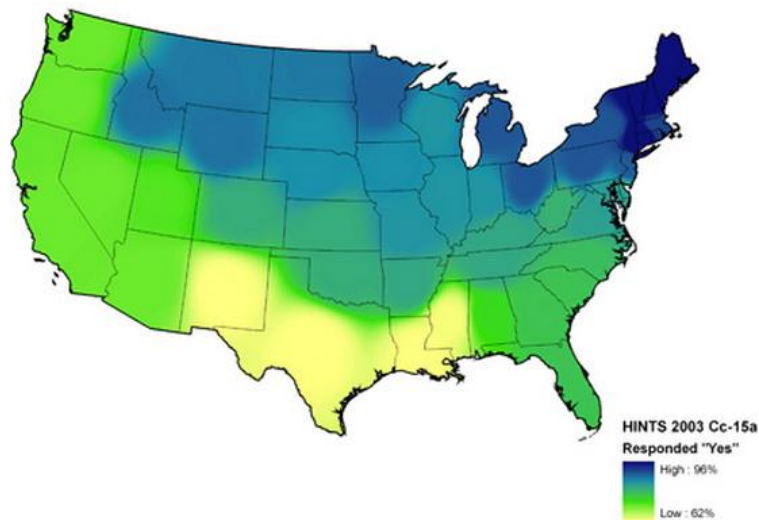 HINTS 2003 Cc-15a
Responded "Yes"
High : 96%
Low : 62%